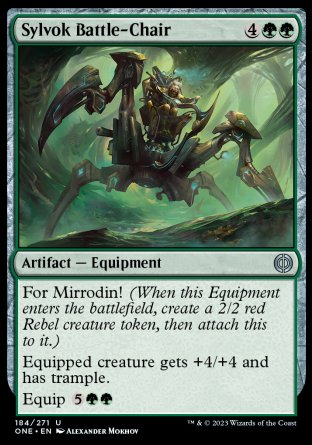 Sylvok Battle-Chair 4
Artifact — Equipment
For Mirrodin! (When this Equipment
enters the battlefield, create a 2/2 red
Rebel creature token, then attach this
to it.)
Equipped creature gets +4/+4 and
has trample.
Equip 5
184/271 U
ONE • EN Alexander Mokhov
™ & © 2023 Wizards of the Coast